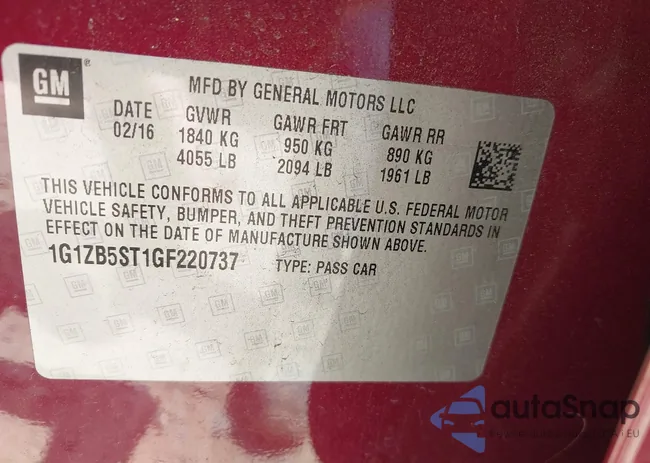 GM®
MFD BY GENERAL MOTORS LLC
DATE GVWR GAWR FRT GAWR RR
02/16 1840 KG 950 KG 890 KG
4055 LB 2094 LB 1961 LB
THIS VEHICLE CONFORMS TO ALL APPLICABLE U.S. FEDERAL MOTOR
VEHICLE SAFETY, BUMPER, AND THEFT PREVENTION STANDARDS IN
EFFECT ON THE DATE OF MANUFACTURE SHOWN ABOVE.
1G1ZB5ST1GF220737 TYPE: PASS CAR
autoSnap
EU